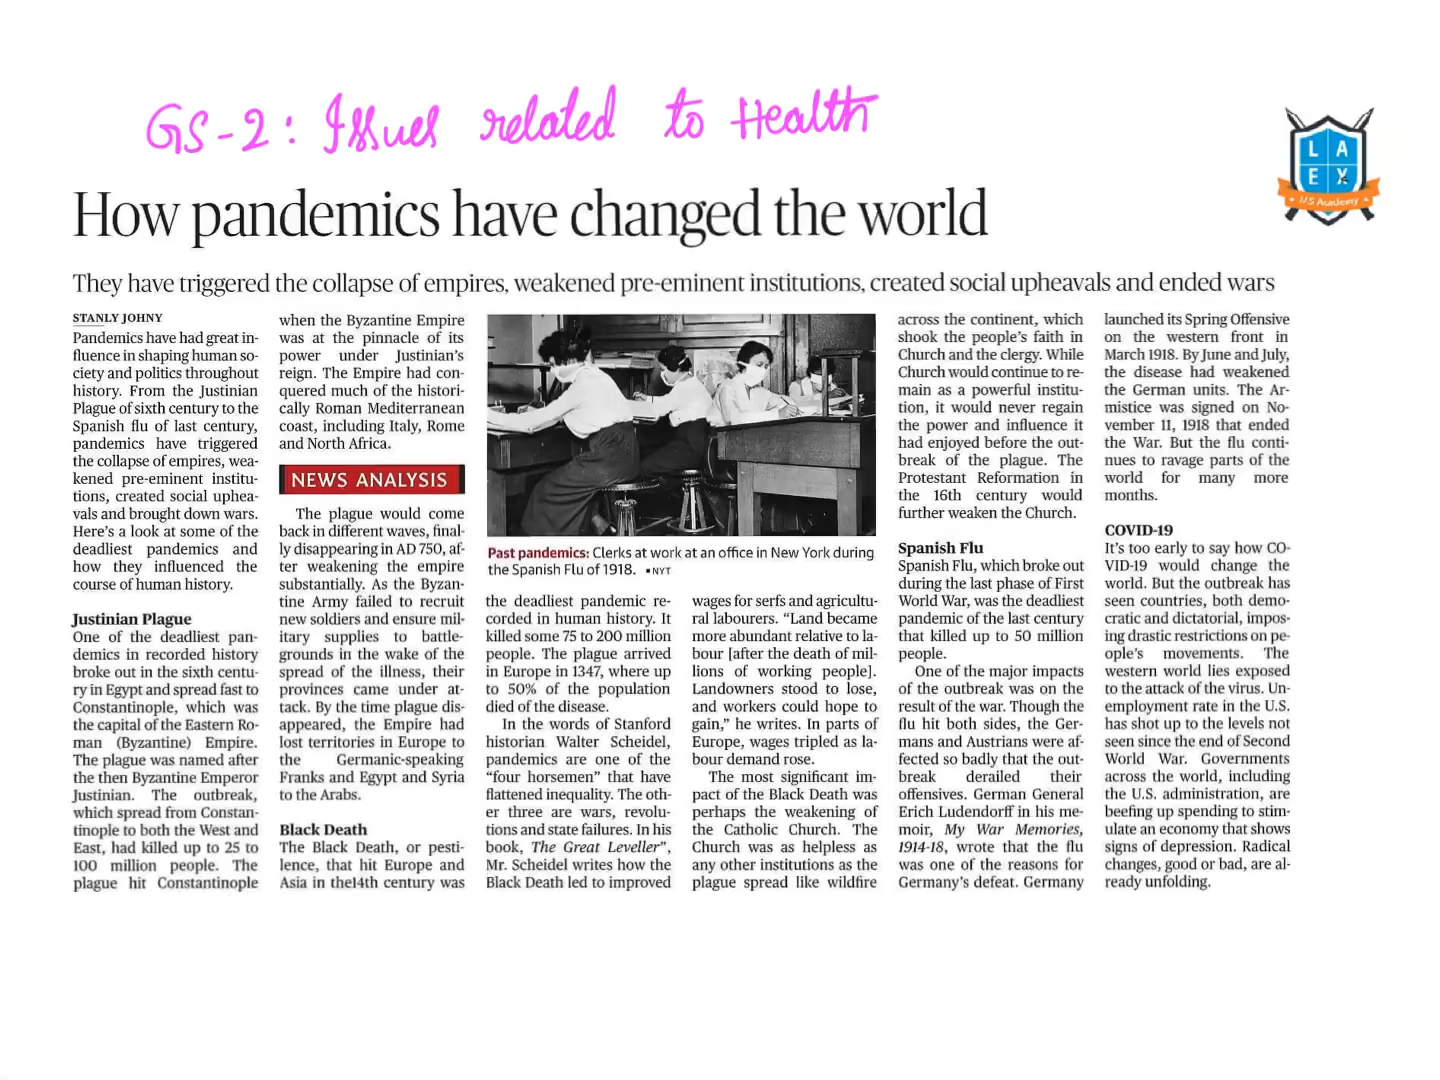 GS-2: Issues related to Health
L A
E X
IAS Academy
How pandemics have changed the world
They have triggered the collapse of empires, weakened pre-eminent institutions, created social upheavals and ended wars
STANLY JOHNY
Pandemics have had great in-
fluence in shaping human so-
ciety and politics throughout
history. From the Justinian
Plague of sixth century to the
Spanish flu of last century,
pandemics have triggered
the collapse of empires, wea-
kened pre-eminent institu-
tions, created social uphea-
vals and brought down wars.
Here's a look at some of the
deadliest pandemics and
how they influenced the
course of human history.
Justinian Plague
One of the deadliest pan-
demics in recorded history
broke out in the sixth centu-
ry in Egypt and spread fast to
Constantinople, which was
the capital of the Eastern Ro-
man (Byzantine) Empire.
The plague was named after
the then Byzantine Emperor
Justinian. The outbreak,
which spread from Constan-
tinople to both the West and
East, had killed up to 25 to
100 million people. The
plague hit Constantinople
when the Byzantine Empire
was at the pinnacle of its
power under Justinian's
reign. The Empire had con-
quered much of the histori-
cally Roman Mediterranean
coast, including Italy, Rome
and North Africa.
NEWS ANALYSIS
The plague would come
back in different waves, final-
ly disappearing in AD 750, af-
ter weakening the empire
substantially. As the Byzan-
tine Army failed to recruit
new soldiers and ensure mil-
itary supplies to battle-
grounds in the wake of the
spread of the illness, their
provinces came under at-
tack. By the time plague dis-
appeared, the Empire had
lost territories in Europe to
the Germanic-speaking
Franks and Egypt and Syria
to the Arabs.
Black Death
The Black Death, or pesti-
lence, that hit Europe and
Asia in the14th century was
Past pandemics: Clerks at work at an office in New York during
the Spanish Flu of 1918. ▪NYT
the deadliest pandemic re-
corded in human history. It
killed some 75 to 200 million
people. The plague arrived
in Europe in 1347, where up
to 50% of the population
died of the disease.
In the words of Stanford
historian Walter Scheidel,
pandemics are one of the
"four horsemen" that have
flattened inequality. The oth-
er three are wars, revolu-
tions and state failures. In his
book, The Great Leveller",
Mr. Scheidel writes how the
Black Death led to improved
wages for serfs and agricultu-
ral labourers. "Land became
more abundant relative to la-
bour [after the death of mil-
lions of working people].
Landowners stood to lose,
and workers could hope to
gain," he writes. In parts of
Europe, wages tripled as la-
bour demand rose.
The most significant im-
pact of the Black Death was
perhaps the weakening of
the Catholic Church. The
Church was as helpless as
any other institutions as the
plague spread like wildfire
across the continent, which
shook the people's faith in
Church and the clergy. While
Church would continue to re-
main as a powerful institu-
tion, it would never regain
the power and influence it
had enjoyed before the out-
break of the plague. The
Protestant Reformation in
the 16th century would
further weaken the Church.
Spanish Flu
Spanish Flu, which broke out
during the last phase of First
World War, was the deadliest
pandemic of the last century
that killed up to 50 million
people.
One of the major impacts
of the outbreak was on the
result of the war. Though the
flu hit both sides, the Ger-
mans and Austrians were af-
fected so badly that the out-
break derailed their
offensives. German General
Erich Ludendorff in his me-
moir, My War Memories,
1914-18, wrote that the flu
was one of the reasons for
Germany's defeat. Germany
launched its Spring Offensive
on the western front in
March 1918. By June and July,
the disease had weakened
the German units. The Ar-
mistice was signed on No-
vember 11, 1918 that ended
the War. But the flu conti-
nues to ravage parts of the
world for many more
months.
COVID-19
It's too early to say how CO-
VID-19 would change the
world. But the outbreak has
seen countries, both demo-
cratic and dictatorial, impos-
ing drastic restrictions on pe-
ople's movements. The
western world lies exposed
to the attack of the virus. Un-
employment rate in the U.S.
has shot up to the levels not
seen since the end of Second
World War. Governments
across the world, including
the U.S. administration, are
beefing up spending to stim-
ulate an economy that shows
signs of depression. Radical
changes, good or bad, are al-
ready unfolding.